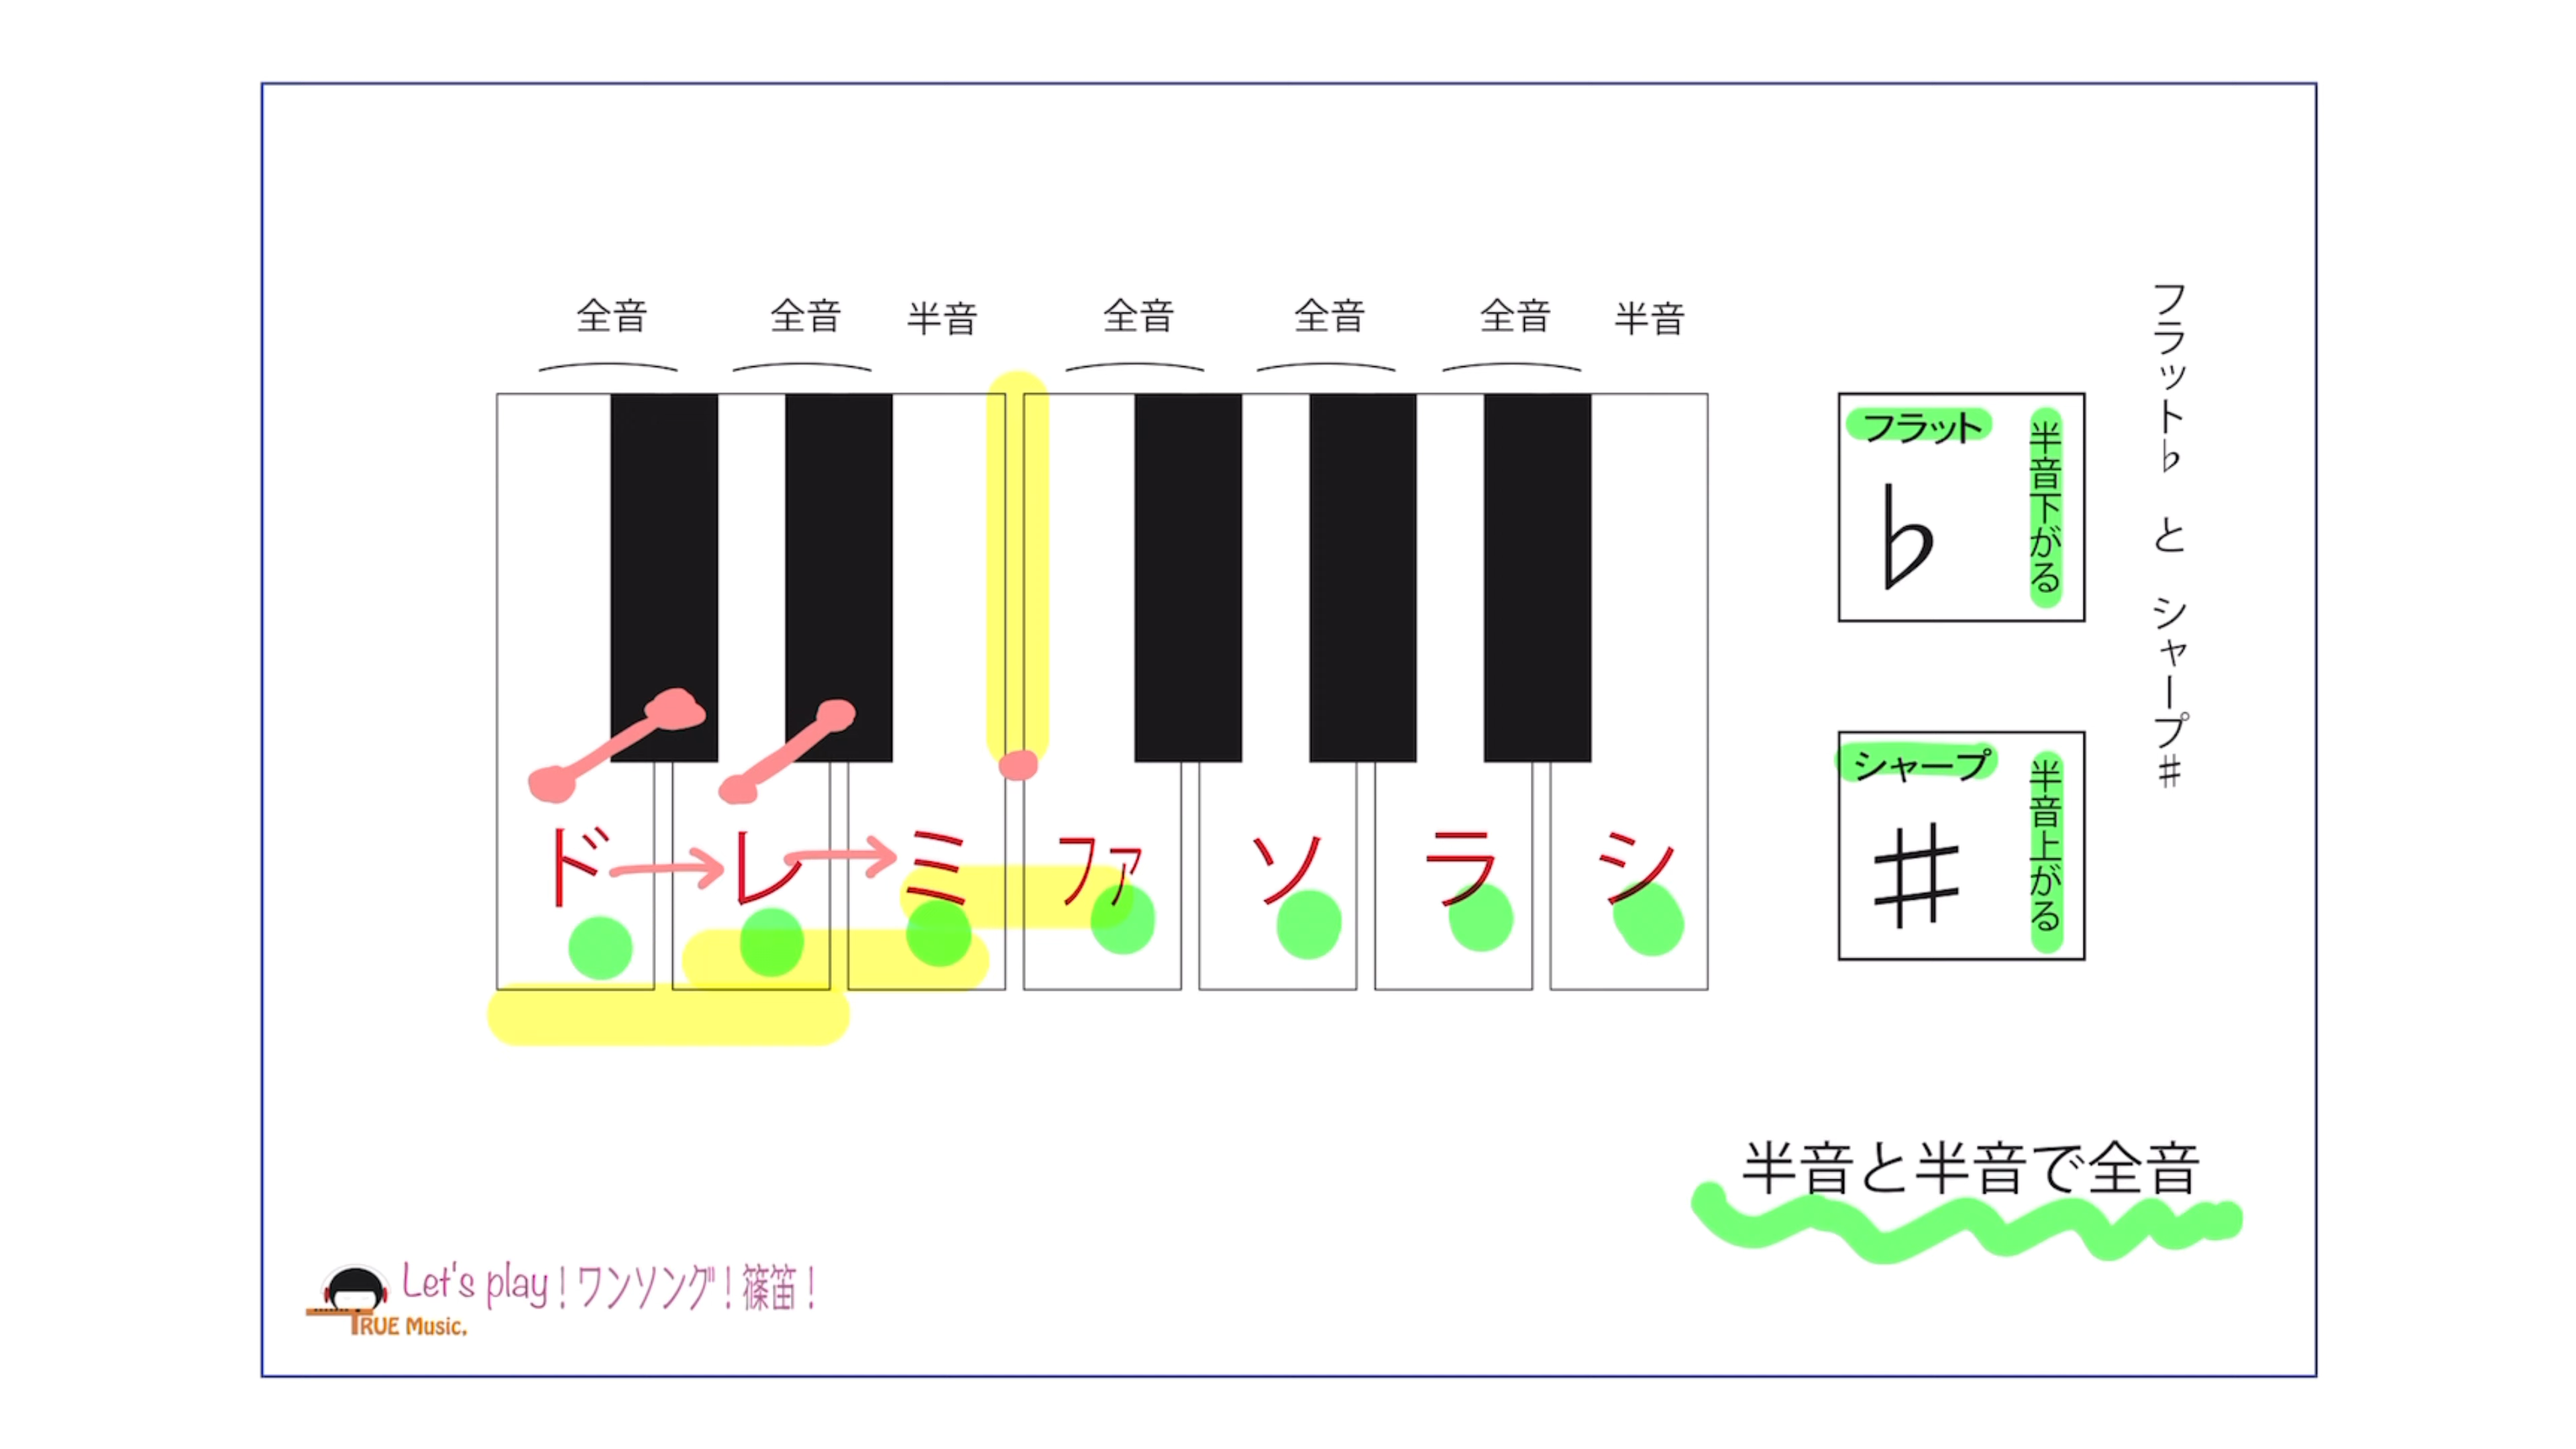 フラット♭ と シャープ♯
全音 全音 半音 全音 全音 全音 半音
フラット
♭
半音下がる
シャープ
♯
半音上がる
ド レ ミ ファ ソ ラ シ
半音と半音で全音
Let's play！ワンソング！篠笛！
TRUE Music.